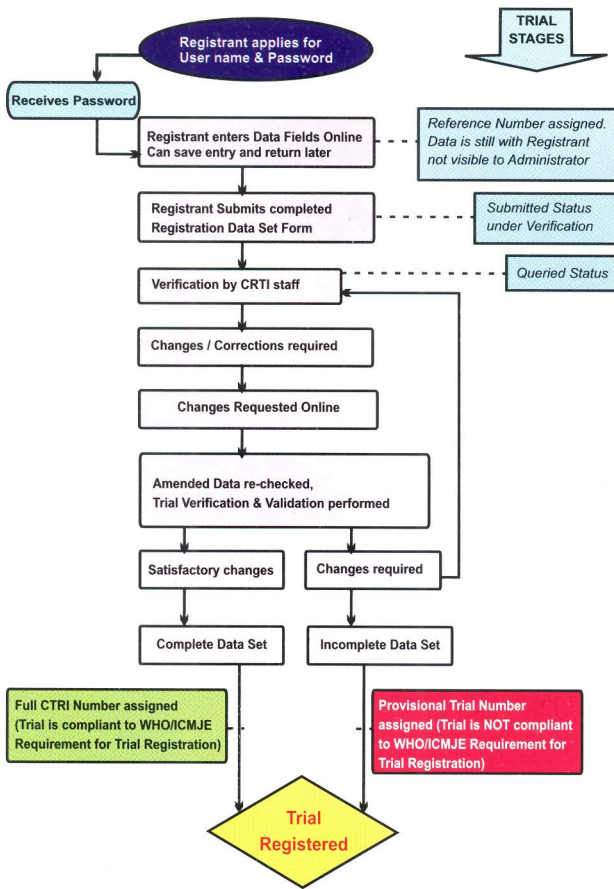 Registrant applies for
User name & Password
TRIAL
STAGES
Receives Password
Registrant enters Data Fields Online
Can save entry and return later
Reference Number assigned.
Data is still with Registrant
not visible to Administrator
Registrant Submits completed
Registration Data Set Form
Submitted Status
under Verification
Verification by CRTI staff
Queried Status
Changes / Corrections required
Changes Requested Online
Amended Data re-checked,
Trial Verification & Validation performed
Satisfactory changes
Changes required
Complete Data Set
Incomplete Data Set
Full CTRI Number assigned
(Trial is compliant to WHO/ICMJE
Requirement for Trial Registration)
Provisional Trial Number
assigned (Trial is NOT compliant
to WHO/ICMJE Requirement for
Trial Registration)
Trial
Registered